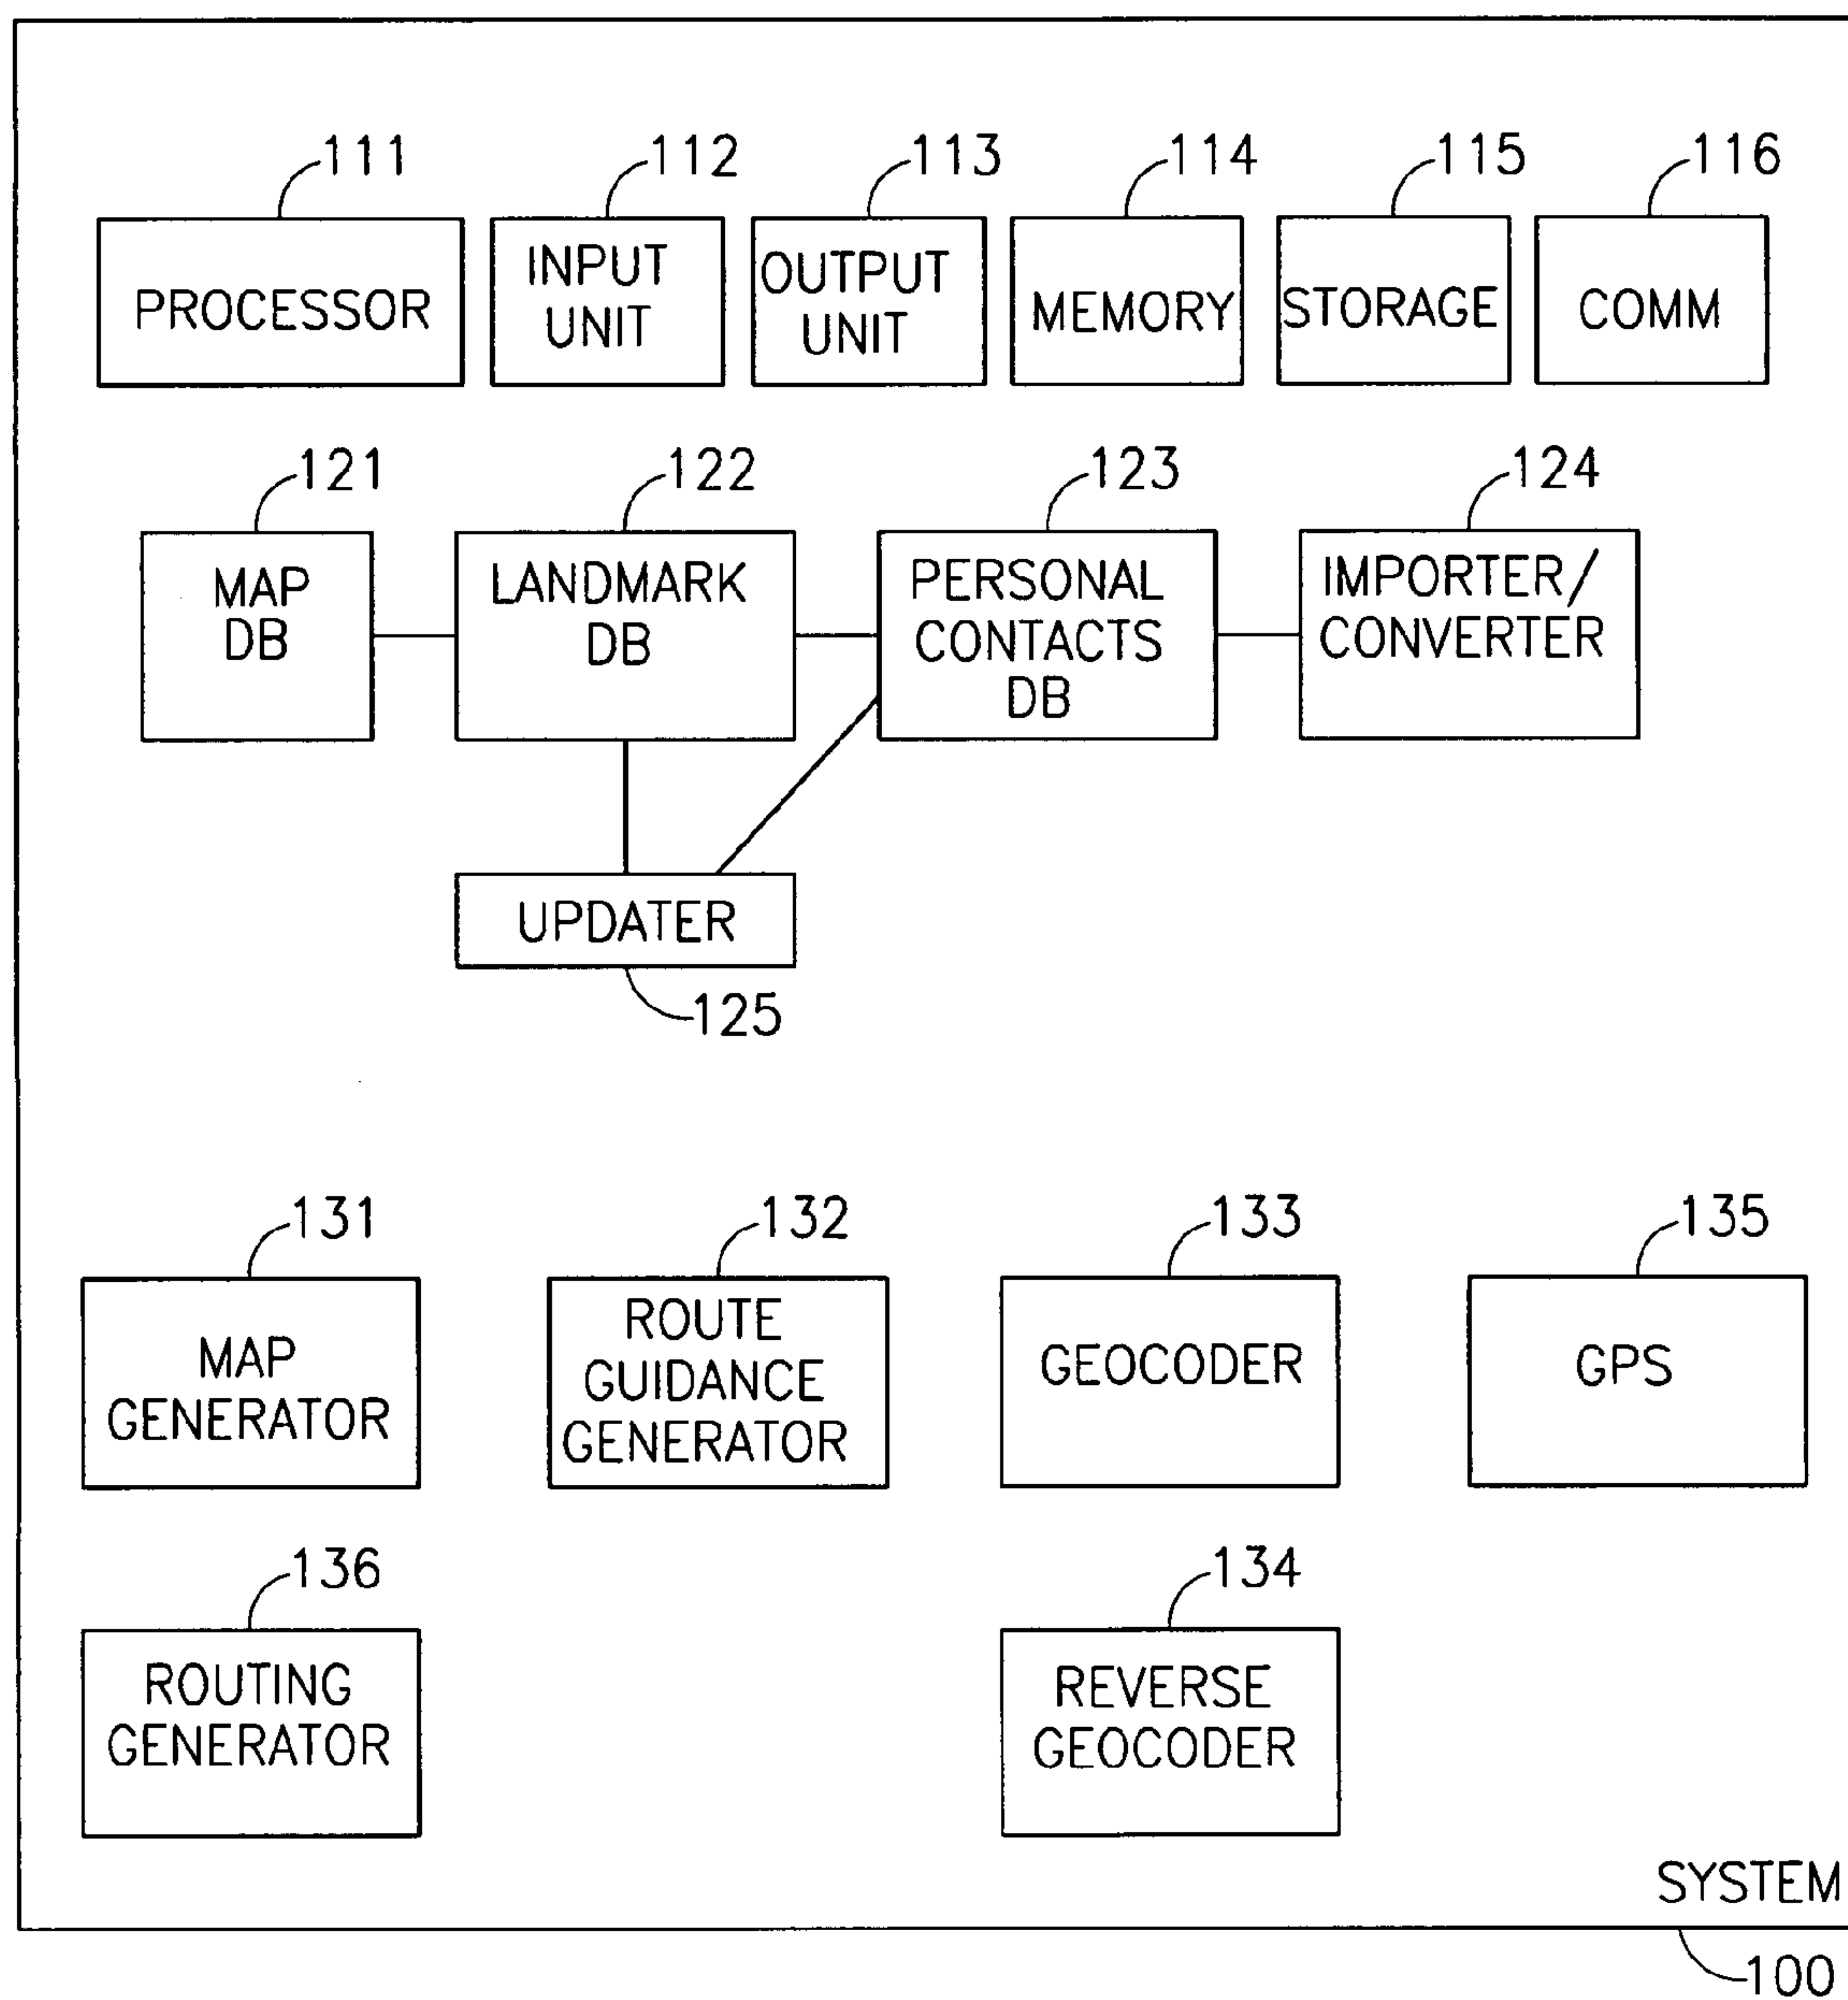 111
112
113
114
115
116
PROCESSOR
INPUT
UNIT
OUTPUT
UNIT
MEMORY
STORAGE
COMM
121
122
123
124
MAP
DB
LANDMARK
DB
PERSONAL
CONTACTS
DB
IMPORTER/
CONVERTER
UPDATER
125
131
132
133
135
MAP
GENERATOR
ROUTE
GUIDANCE
GENERATOR
GEOCODER
GPS
136
134
ROUTING
GENERATOR
REVERSE
GEOCODER
SYSTEM
100